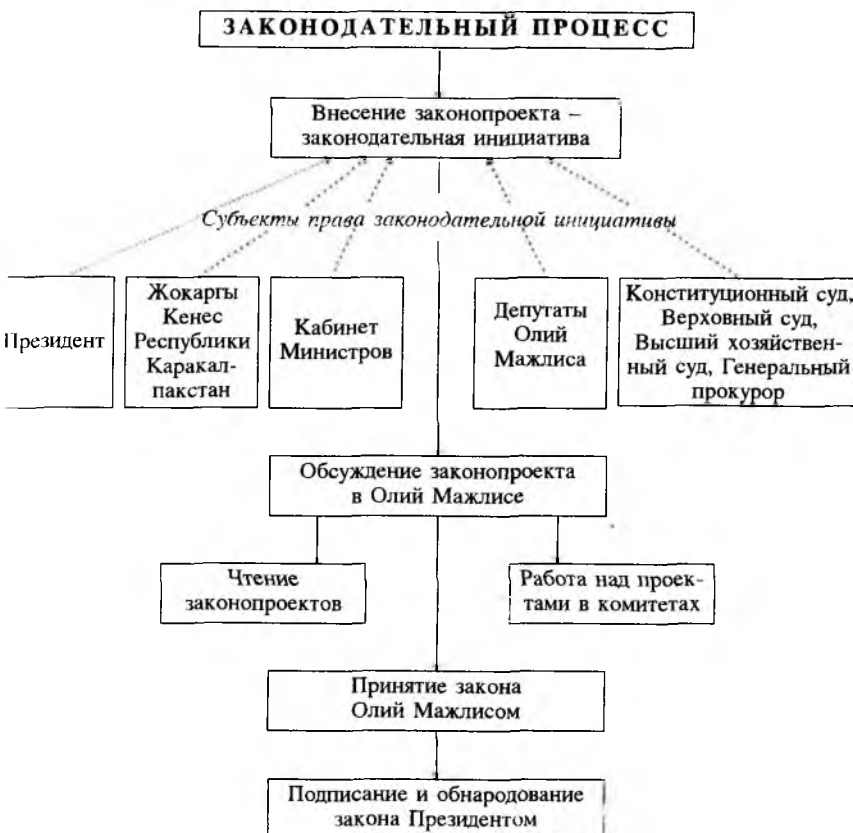 ЗАКОНОДАТЕЛЬНЫЙ ПРОЦЕСС
Внесение законопроекта –
законодательная инициатива
Субъекты права законодательной инициативы
Президент
Жокаргы
Кенес
Республики
Каракал-
пакстан
Кабинет
Министров
Депутаты
Олий
Мажлиса
Конституционный суд,
Верховный суд,
Высший хозяйствен-
ный суд, Генеральный
прокурор
Обсуждение законопроекта
в Олий Мажлисе
Чтение
законопроектов
Работа над проек-
тами в комитетах
Принятие закона
Олий Мажлисом
Подписание и обнародование
закона Президентом